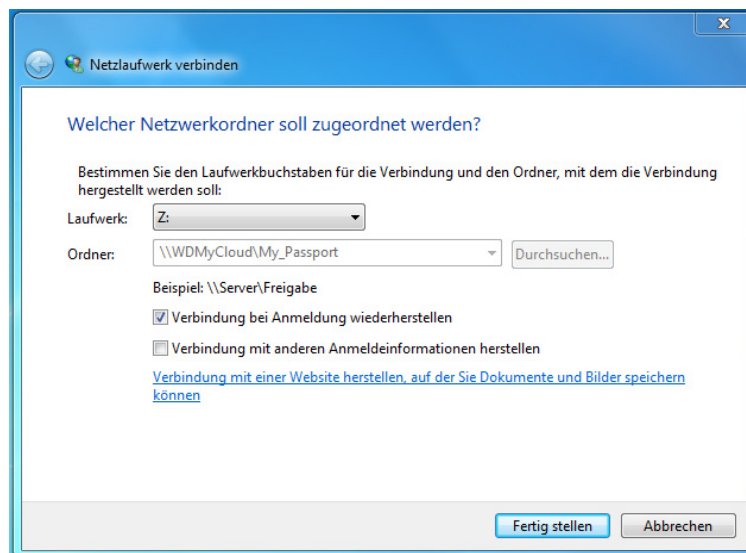 Netzlaufwerk verbinden
Welcher Netzwerkordner soll zugeordnet werden?
Bestimmen Sie den Laufwerkbuchstaben für die Verbindung und den Ordner, mit dem die Verbindung
hergestellt werden soll:
Laufwerk: Z:
Ordner: \\WDMyCloud\My_Passport Durchsuchen...
Beispiel: \\Server\Freigabe
Verbindung bei Anmeldung wiederherstellen
Verbindung mit anderen Anmeldeinformationen herstellen
Verbindung mit einer Website herstellen, auf der Sie Dokumente und Bilder speichern
können
Fertig stellen Abbrechen